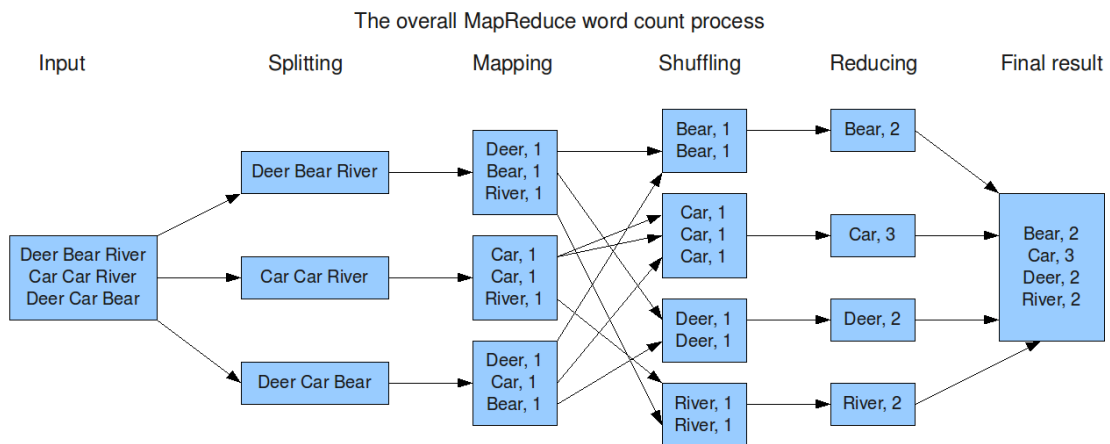 The overall MapReduce word count process
Input
Splitting
Mapping
Shuffling
Reducing
Final result
Deer Bear River
Car Car River
Deer Car Bear
Deer Bear River
Car Car River
Deer Car Bear
Deer, 1
Bear, 1
River, 1
Car, 1
Car, 1
River, 1
Deer, 1
Car, 1
Bear, 1
Bear, 1
Bear, 1
Car, 1
Car, 1
Car, 1
Deer, 1
Deer, 1
River, 1
River, 1
Bear, 2
Car, 3
Deer, 2
River, 2
Bear, 2
Car, 3
Deer, 2
River, 2